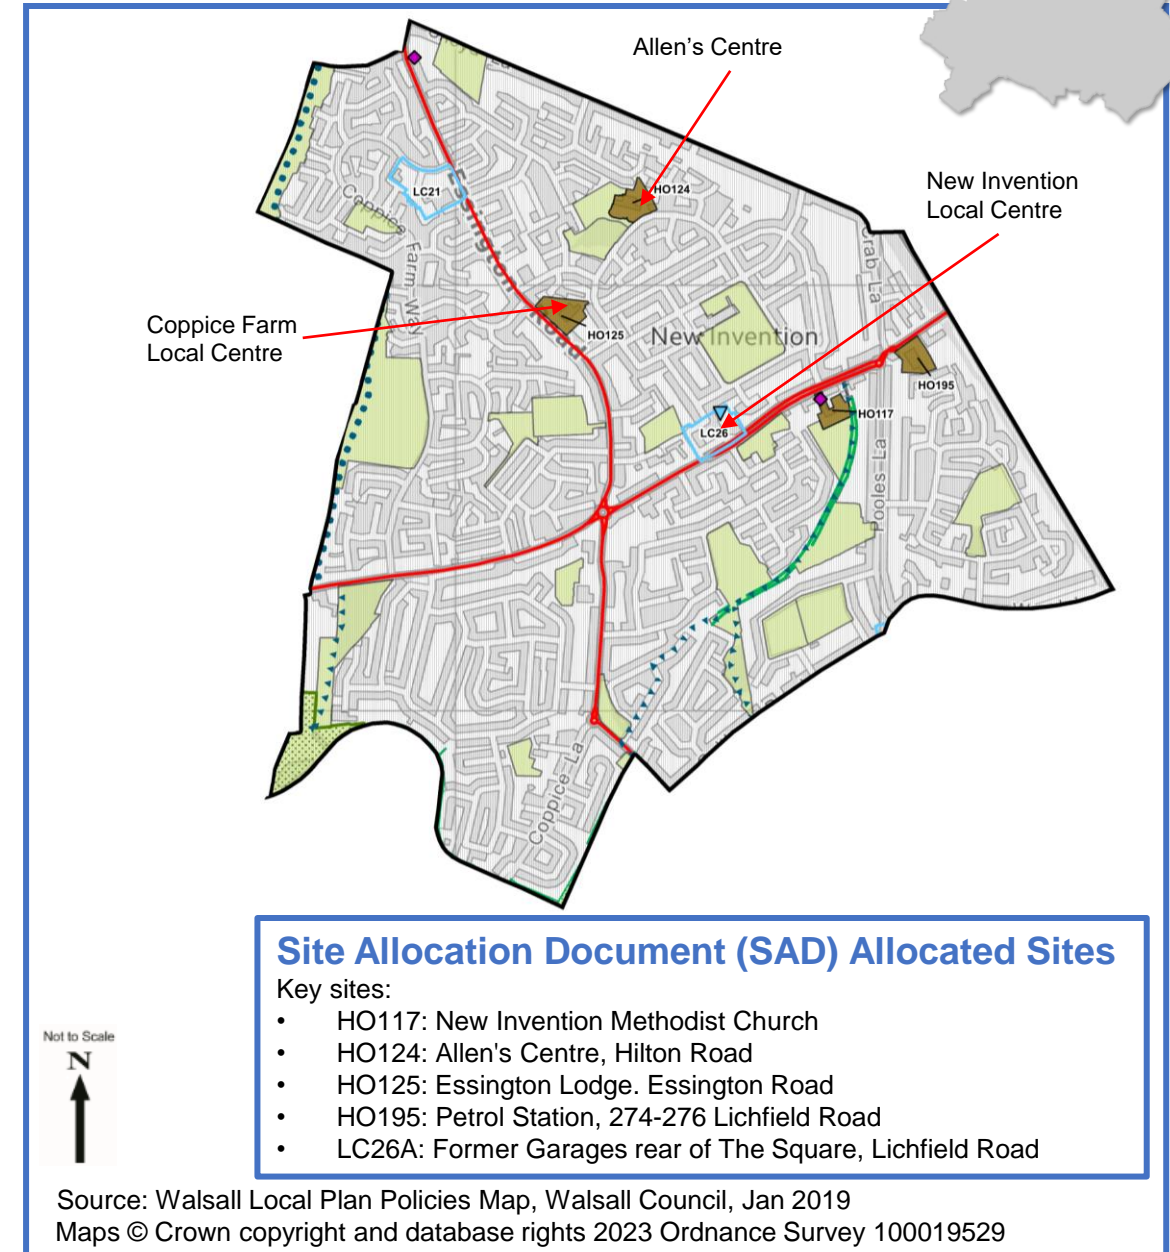 Allen's Centre
HO124
New Invention
Local Centre
LC21
Essington Road
Coppice
Farm Way
Crab La
Coppice Farm
Local Centre
HO125
New Invention
HO195
HO117
LC26
Pooles La
Coppice La
Site Allocation Document (SAD) Allocated Sites
Key sites:
• HO117: New Invention Methodist Church
• HO124: Allen's Centre, Hilton Road
• HO125: Essington Lodge. Essington Road
• HO195: Petrol Station, 274-276 Lichfield Road
• LC26A: Former Garages rear of The Square, Lichfield Road
Not to Scale
N
Source: Walsall Local Plan Policies Map, Walsall Council, Jan 2019
Maps © Crown copyright and database rights 2023 Ordnance Survey 100019529